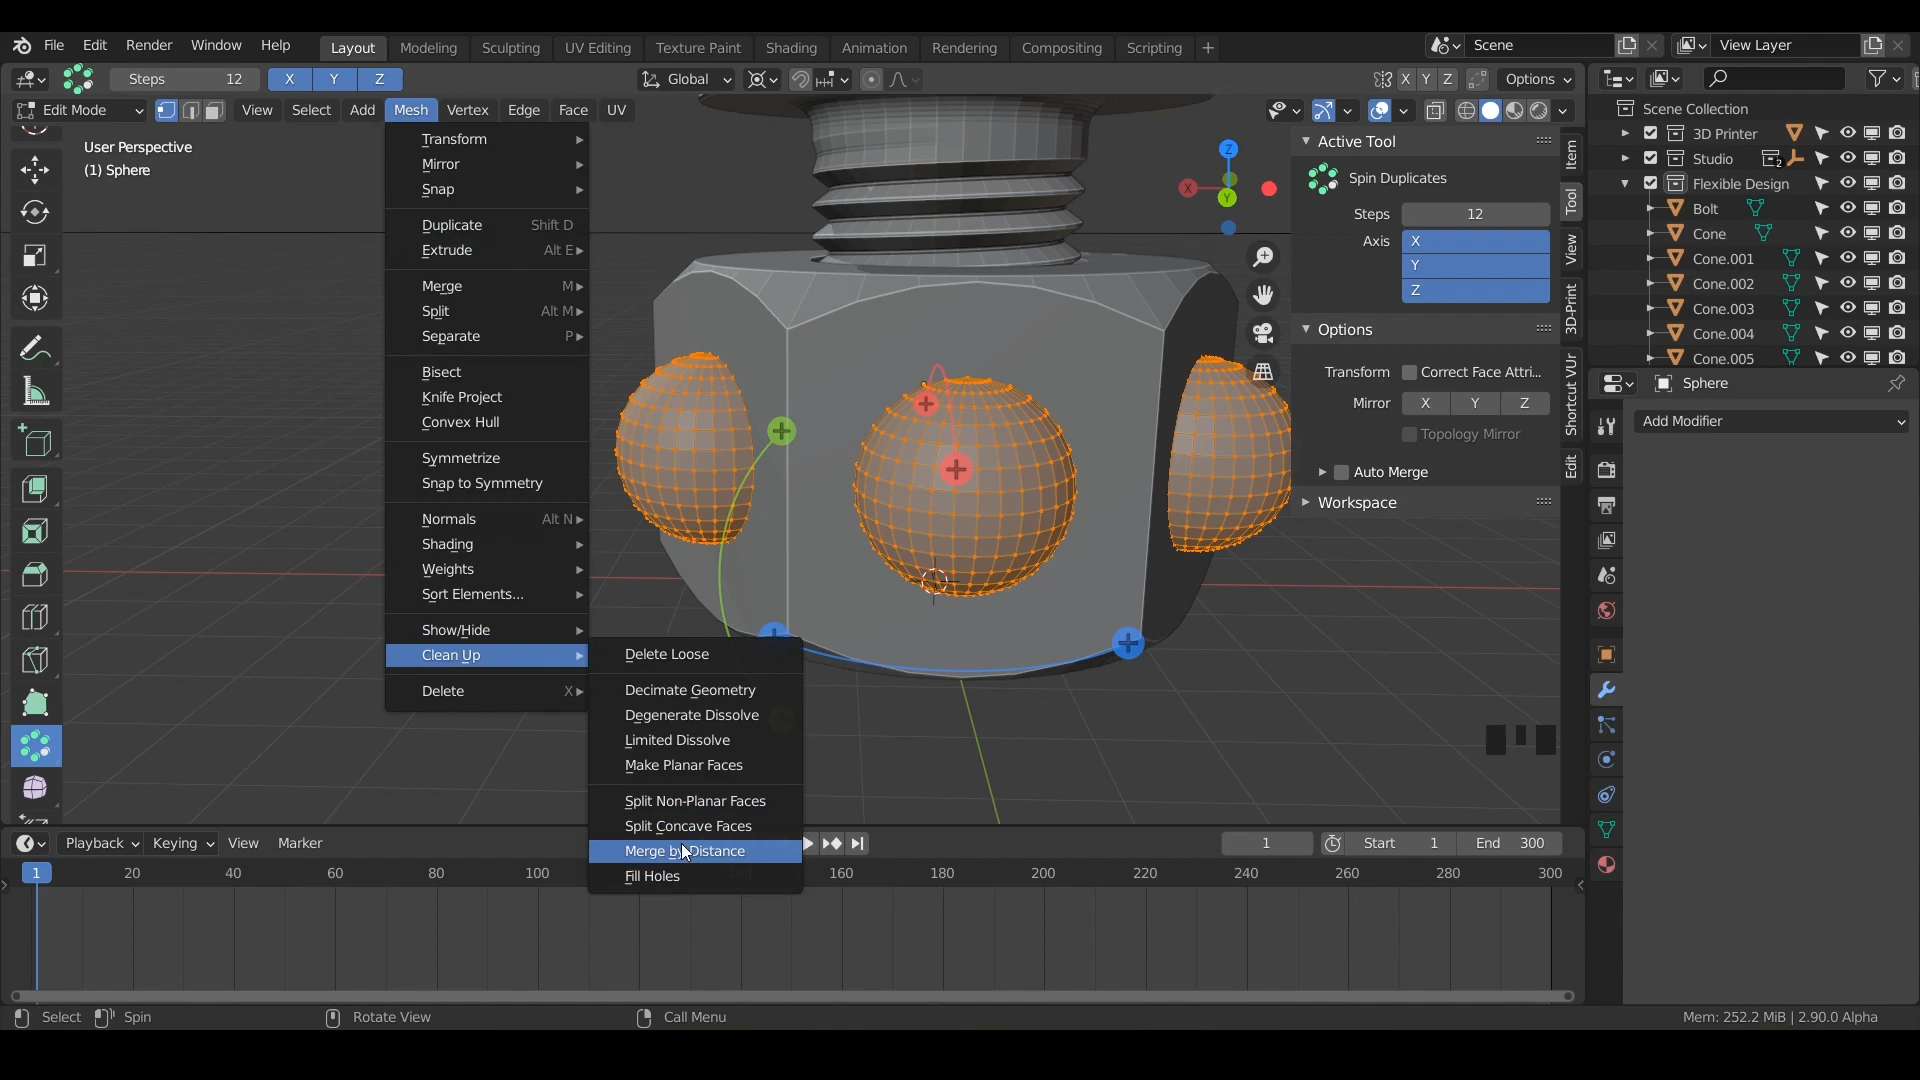 File Edit Render Window Help Layout Modeling Sculpting UV Editing Texture Paint Shading Animation Rendering Compositing Scripting + Scene View Layer
Steps 12 X Y Z Global X Y Z Options
Edit Mode View Select Add Mesh Vertex Edge Face UV
User Perspective
(1) Sphere
Transform
Mirror
Snap
Duplicate Shift D
Extrude Alt E
Merge M
Split Alt M
Separate P
Bisect
Knife Project
Convex Hull
Symmetrize
Snap to Symmetry
Normals Alt N
Shading
Weights
Sort Elements...
Show/Hide
Clean Up
Delete X
Delete Loose
Decimate Geometry
Degenerate Dissolve
Limited Dissolve
Make Planar Faces
Split Non-Planar Faces
Split Concave Faces
Merge by Distance
Fill Holes
Z
X
Y
Active Tool
Spin Duplicates
Steps 12
Axis X
Y
Z
Options
Transform Correct Face Attri...
Mirror X Y Z
Topology Mirror
Auto Merge
Workspace
Item
Tool
View
3D-Print
Shortcut VUr
Edit
Scene Collection
3D Printer
Studio 2
Flexible Design
Bolt
Cone
Cone.001
Cone.002
Cone.003
Cone.004
Cone.005
Sphere
Add Modifier
Playback Keying View Marker 1 Start 1 End 300
1 20 40 60 80 100 160 180 200 220 240 260 280 300
Select Spin Rotate View Call Menu Mem: 252.2 MiB | 2.90.0 Alpha